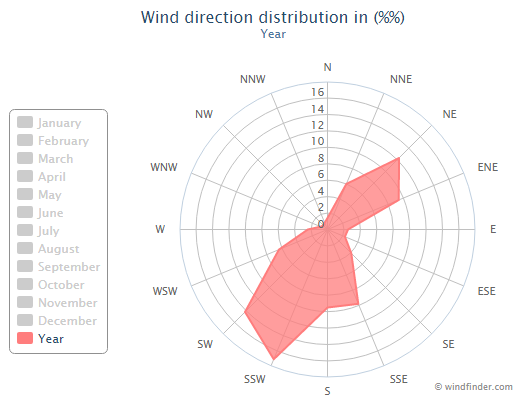 Wind direction distribution in (%%)
Year
N
NNE
NE
ENE
E
ESE
SE
SSE
S
SSW
SW
WSW
W
WNW
NW
NNW
16
14
12
10
8
6
4
2
0
January
February
March
April
May
June
July
August
September
October
November
December
Year
© windfinder.com